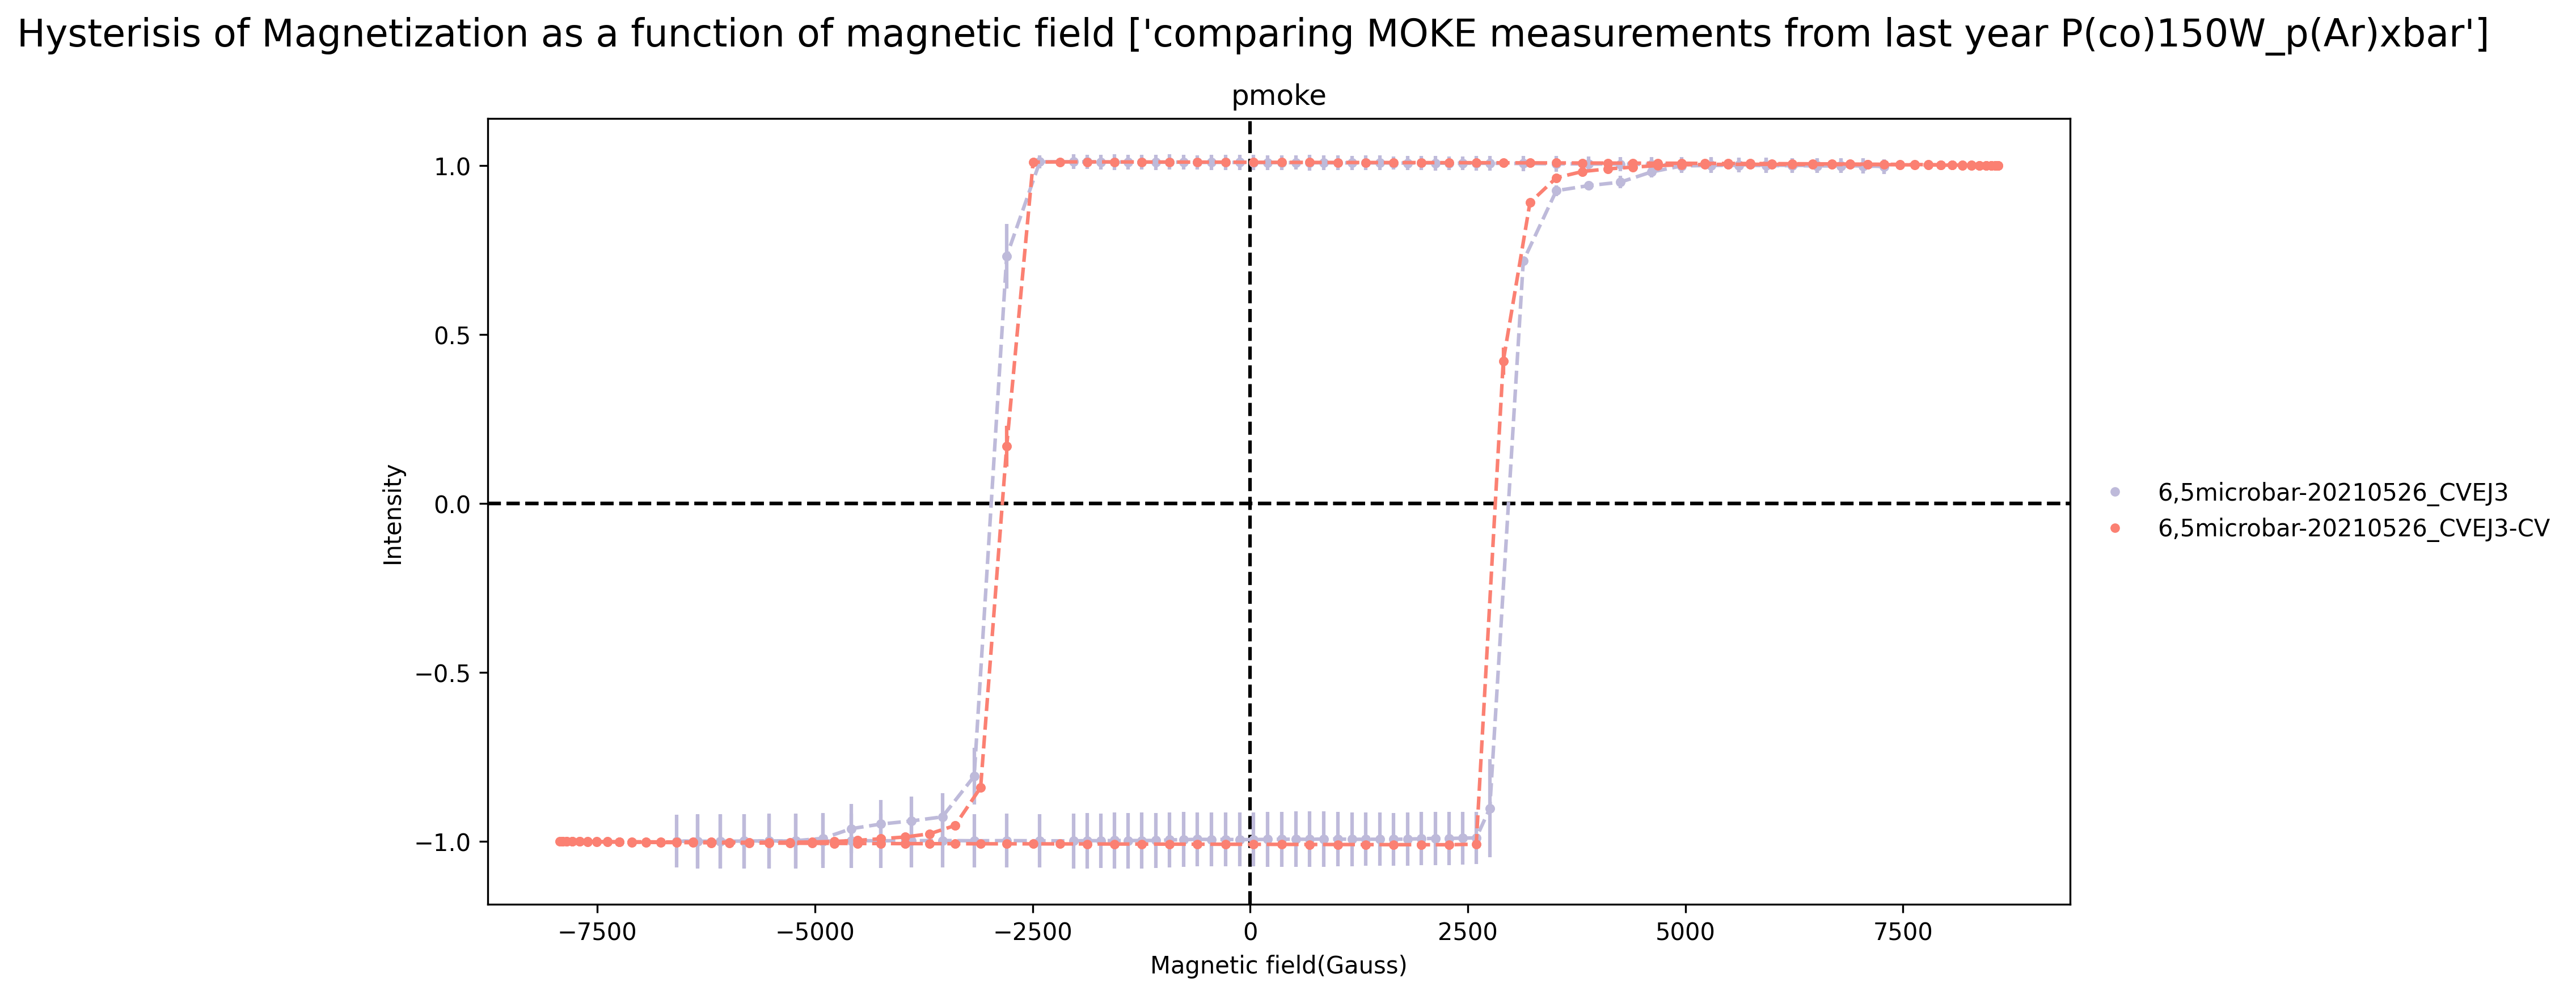 Hysterisis of Magnetization as a function of magnetic field ['comparing MOKE measurements from last year P(co)150W_p(Ar)xbar']
pmoke
1.0
0.5
0.0
−0.5
−1.0
Intensity
−7500 −5000 −2500 0 2500 5000 7500
Magnetic field(Gauss)
6,5microbar-20210526_CVEJ3
6,5microbar-20210526_CVEJ3-CV